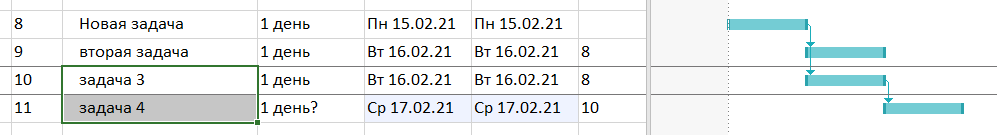 8 Новая задача 1 день Пн 15.02.21 Пн 15.02.21
9 вторая задача 1 день Вт 16.02.21 Вт 16.02.21 8
10 задача 3 1 день Вт 16.02.21 Вт 16.02.21 8
11 задача 4 1 день? Ср 17.02.21 Ср 17.02.21 10